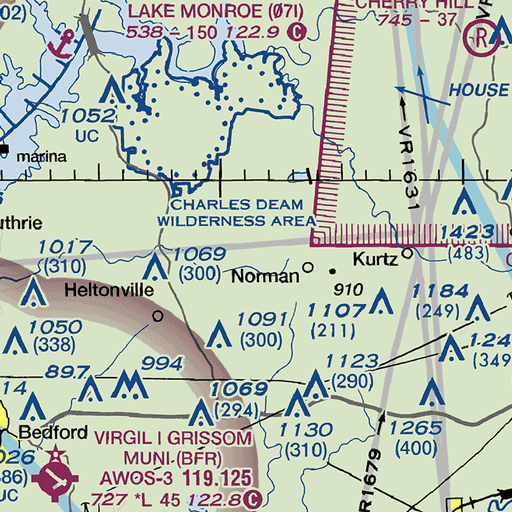 02)
LAKE MONROE (Ø7I)
538 - 150 122.9 C
CHERRY HILL
745 - 37
R
HOUSE
1052
UC
VR1631
marina
CHARLES DEAM
WILDERNESS AREA
uthrie
1423
(483)
1017
(310)
1069
(300)
Norman
Kurtz
910
Heltonville
1107
(211)
1184
(249)
1050
(338)
1091
(300)
124
(349
994
1123
(290)
897
14
1069
(294)
1130
(310)
1265
(400)
Bedford
026
86)
UC
VIRGIL I GRISSOM
MUNI (BFR)
AWOS-3 119.125
727 *L 45 122.8 C
R1679